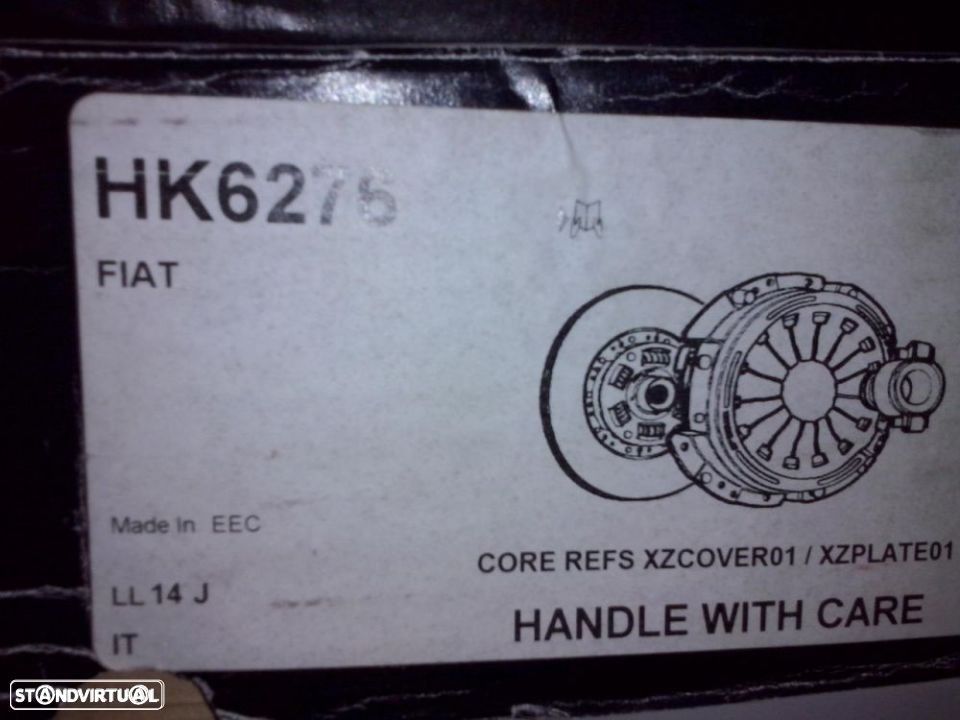 HK6276
FIAT
Made In EEC
CORE REFS XZCOVER01 / XZPLATE01
LL 14 J
HANDLE WITH CARE
IT
STANDVIRTUAL